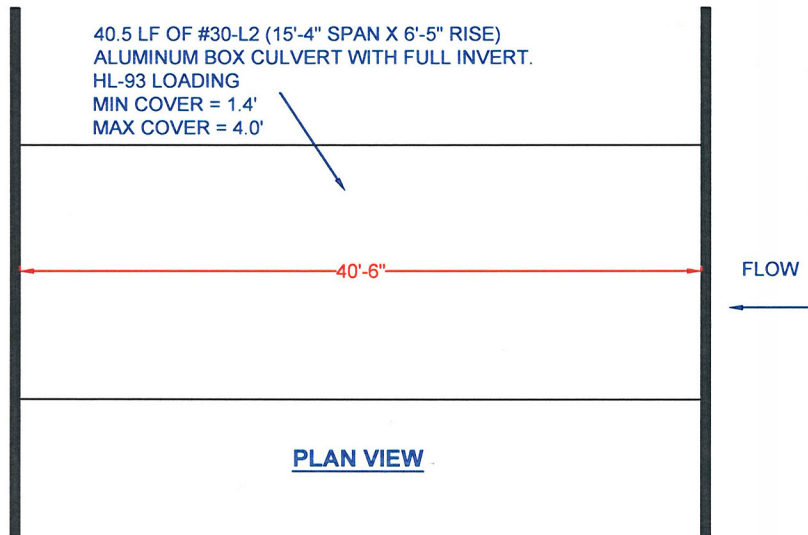 40.5 LF OF #30-L2 (15'-4" SPAN X 6'-5" RISE)
ALUMINUM BOX CULVERT WITH FULL INVERT.
HL-93 LOADING
MIN COVER = 1.4'
MAX COVER = 4.0'
40'-6"
FLOW
PLAN VIEW